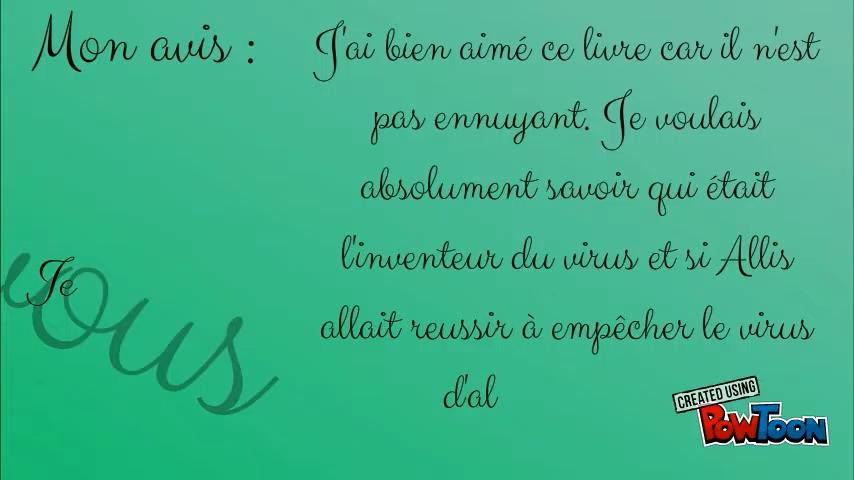 Mon avis :
J'ai bien aimé ce livre car il n'est
pas ennuyant. Je voulais
absolument savoir qui était
l'inventeur du virus et si Allis
allait reussir à empêcher le virus
d'al
Je
vous
CREATED USING
POWTOON